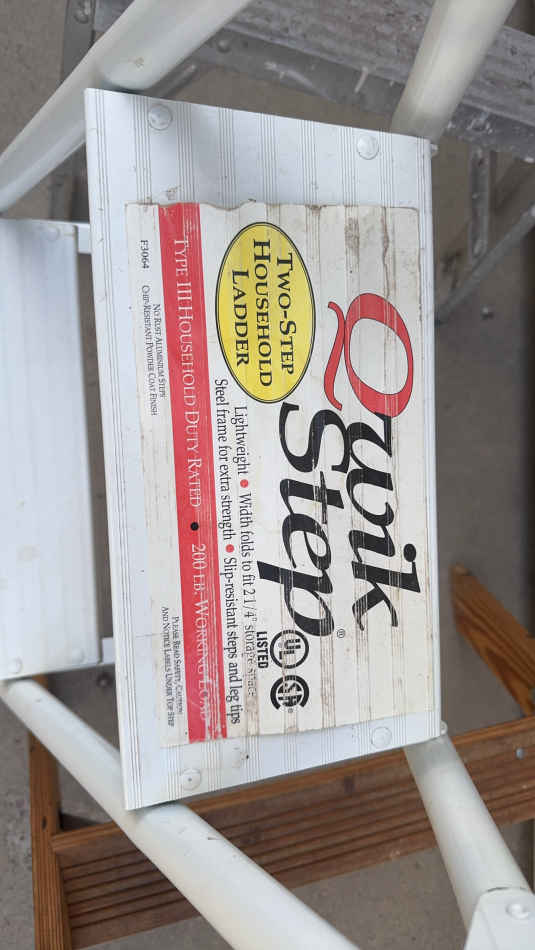 Qwik
Step®
TWO-STEP
HOUSEHOLD
LADDER
UL CSA®
LISTED
Lightweight • Width folds to fit 2 1/4" storage space
Steel frame for extra strength • Slip-resistant steps and leg tips
TYPE III HOUSEHOLD DUTY RATED • 200 LB. WORKING LOAD
F3064
NO RUST ALUMINUM STEPS
CHIP-RESISTANT POWDER COAT FINISH
PLEASE READ SAFETY, CAUTION
AND NOTICE LABELS UNDER TOP STEP